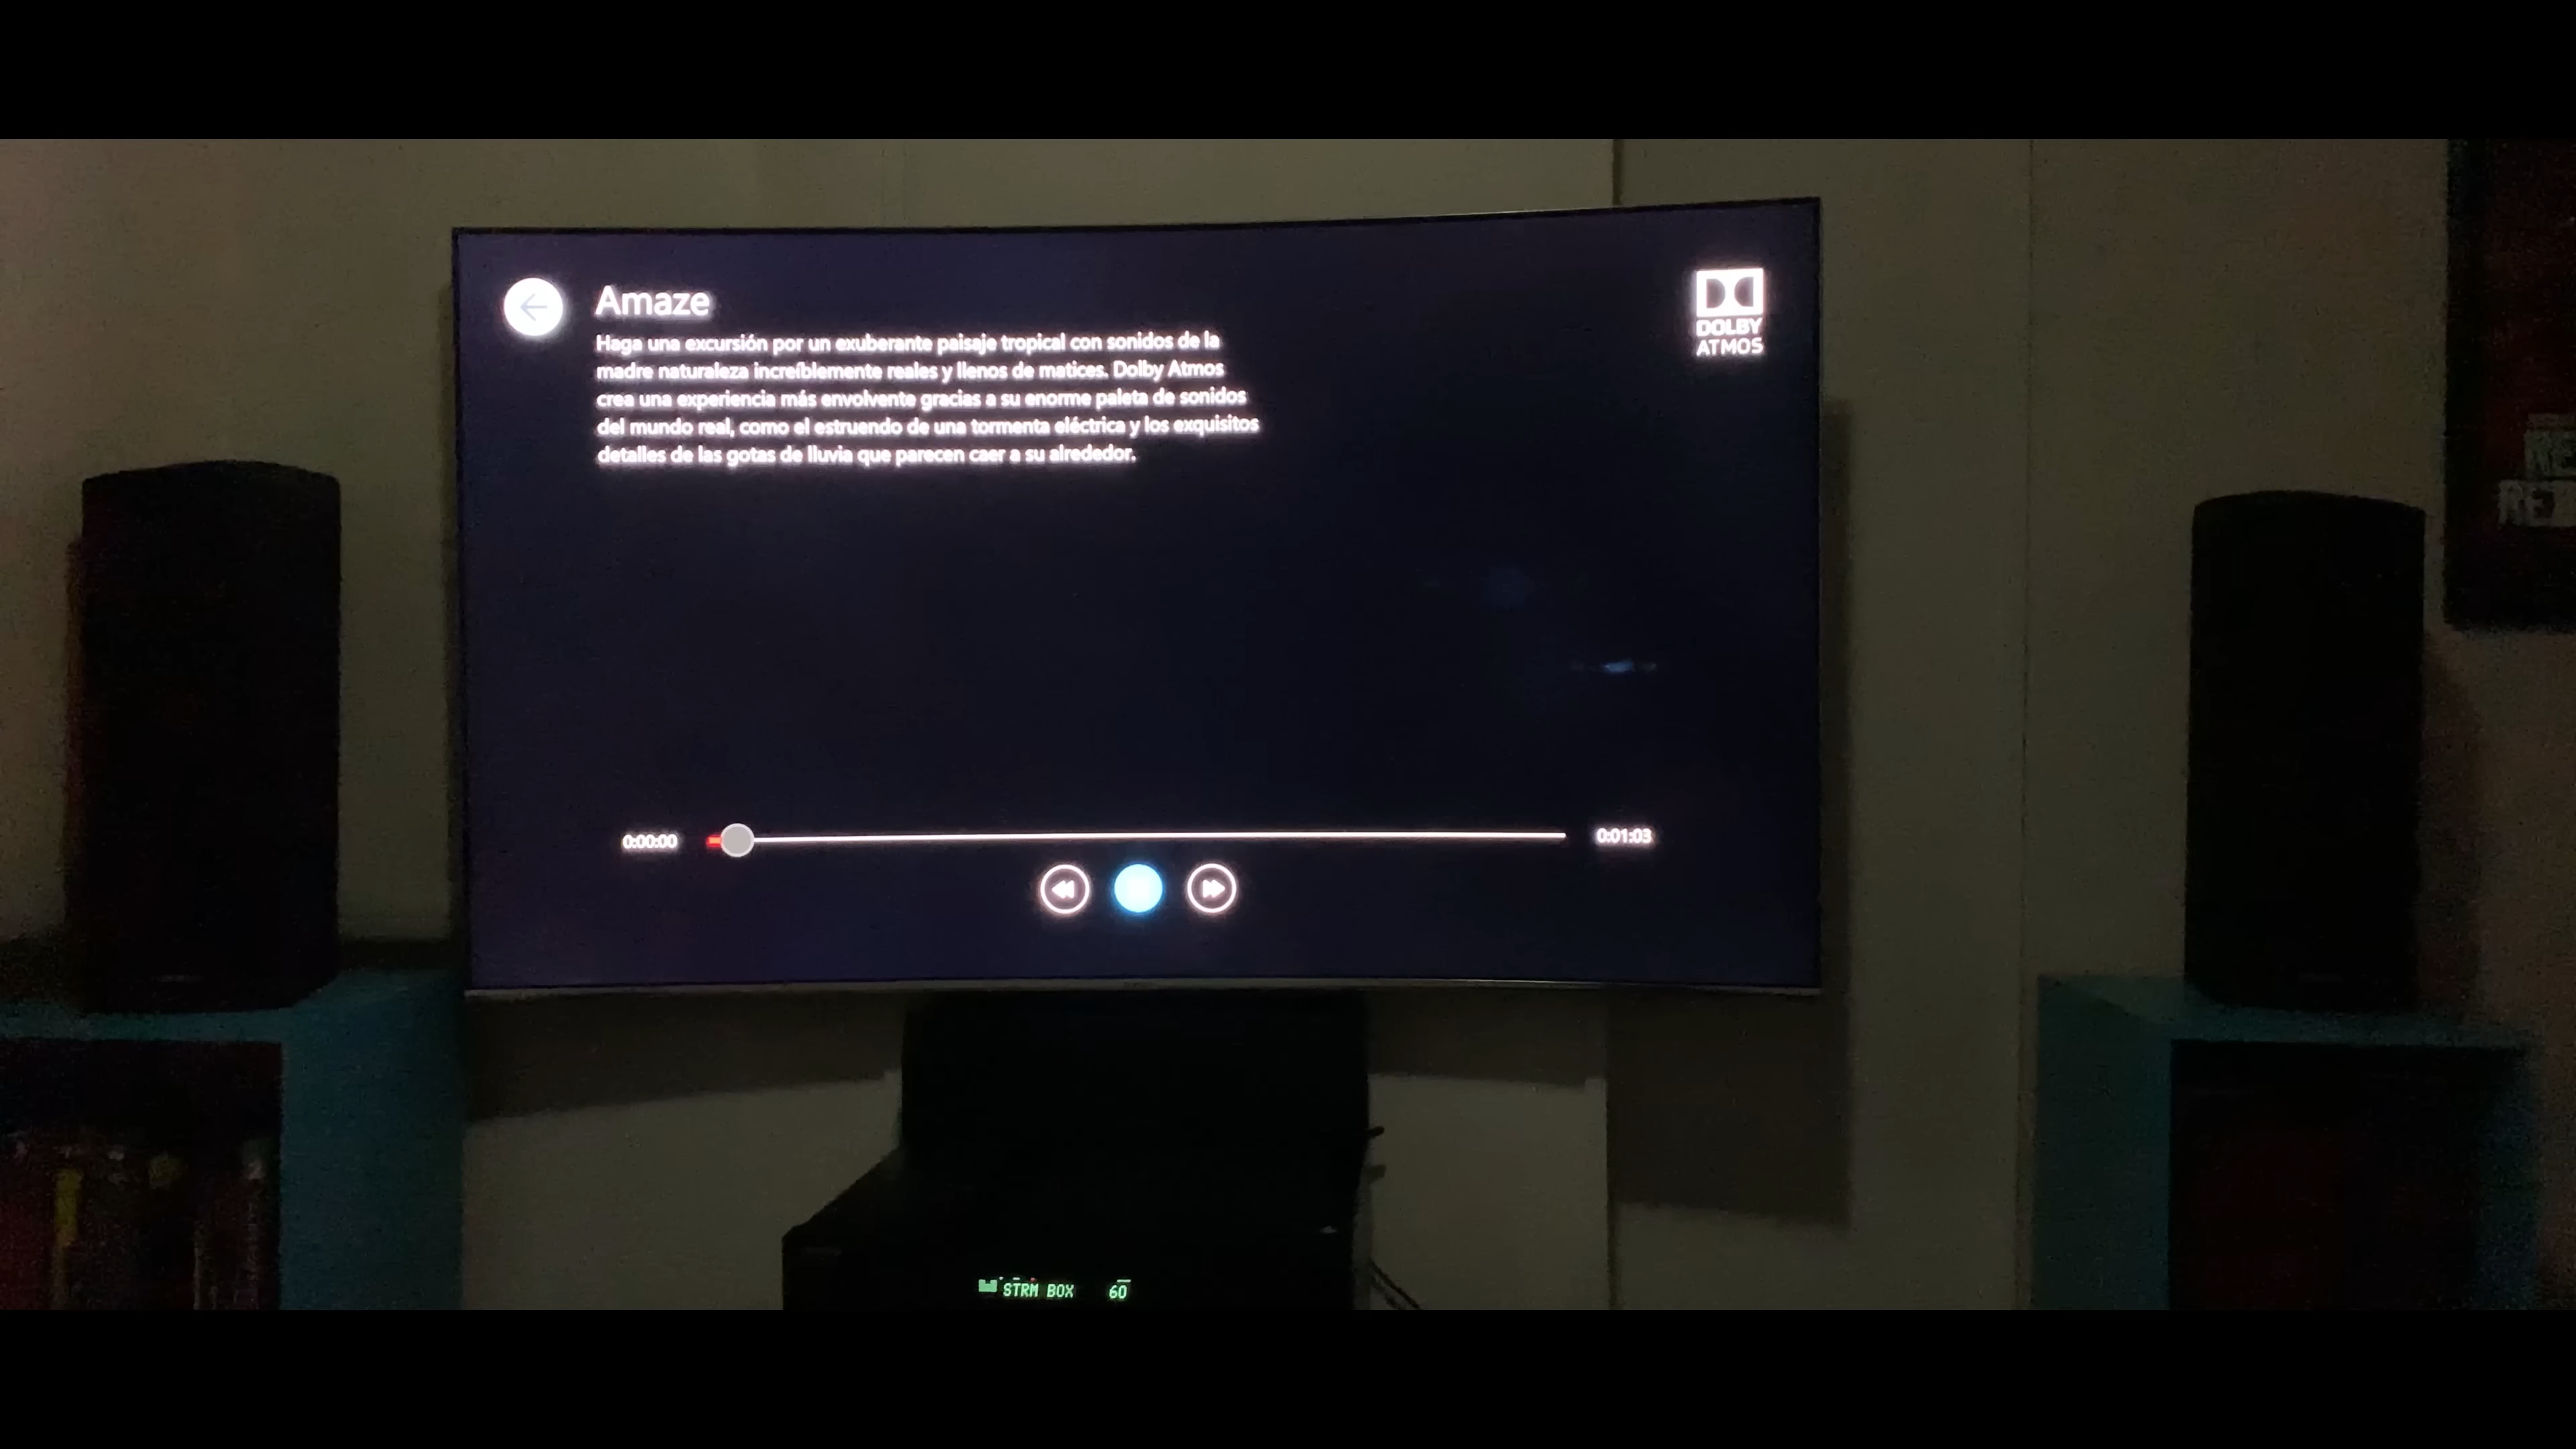 Amaze
Haga una excursión por un exuberante paisaje tropical con sonidos de la
madre naturaleza increíblemente reales y llenos de matices. Dolby Atmos
crea una experiencia más envolvente gracias a su enorme paleta de sonidos
del mundo real, como el estruendo de una tormenta eléctrica y los exquisitos
detalles de las gotas de lluvia que parecen caer a su alrededor.
DOLBY
ATMOS
0:00:00
0:01:03
STRM BOX 60